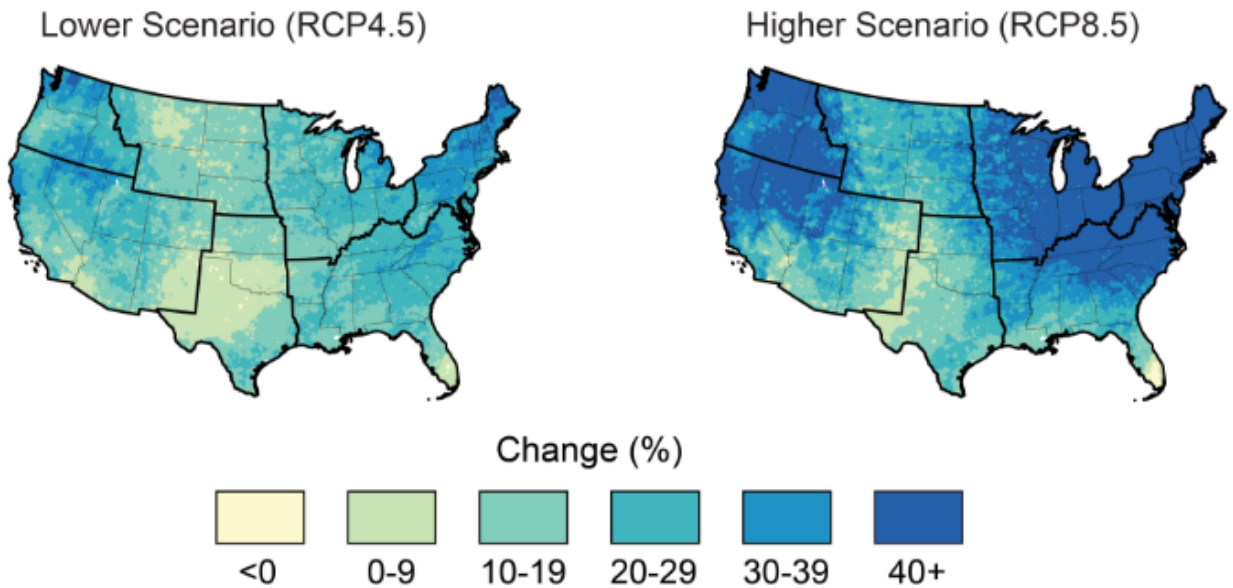 Lower Scenario (RCP4.5)
Higher Scenario (RCP8.5)
Change (%)
<0
0-9
10-19
20-29
30-39
40+